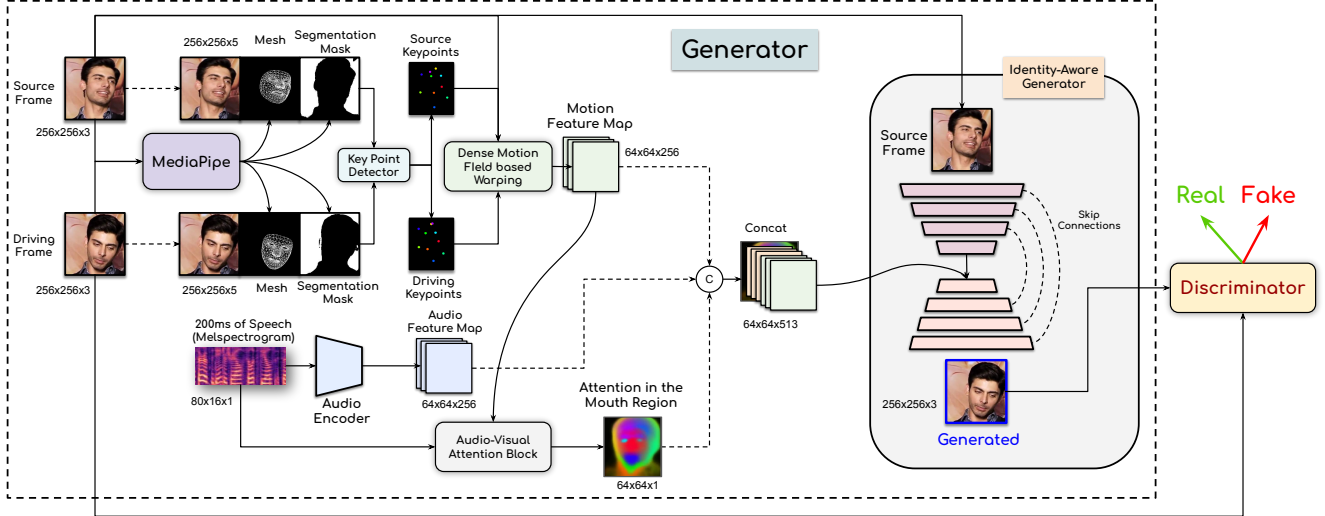 Generator
Source
Frame
256x256x3
256x256x5
Mesh
Segmentation
Mask
Source
Keypoints
MediaPipe
Key Point
Detector
Dense Motion
FIeld based
Warping
Motion
Feature Map
64x64x256
Driving
Frame
256x256x3
256x256x5
Mesh
Segmentation
Mask
Driving
Keypoints
200ms of Speech
(Melspectrogram)
80x16x1
Audio
Encoder
Audio
Feature Map
64x64x256
Audio-Visual
Attention Block
Attention in the
Mouth Region
64x64x1
C
Concat
64x64x513
Identity-Aware
Generator
Source
Frame
Skip
Connections
256x256x3
Generated
Real
Fake
Discriminator